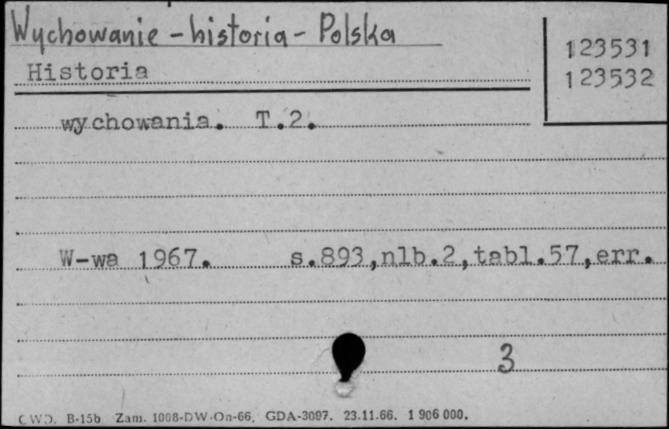 Wychowanie - historia - Polska
123531
Historia
123532
wychowania. T.2.
W-wa 1967. s.893,nlb.2,tabl.57,err.
3
CWD. B-15b Zam. 1008-DW-On-66. GDA-3097. 23.11.66. 1 906 000.